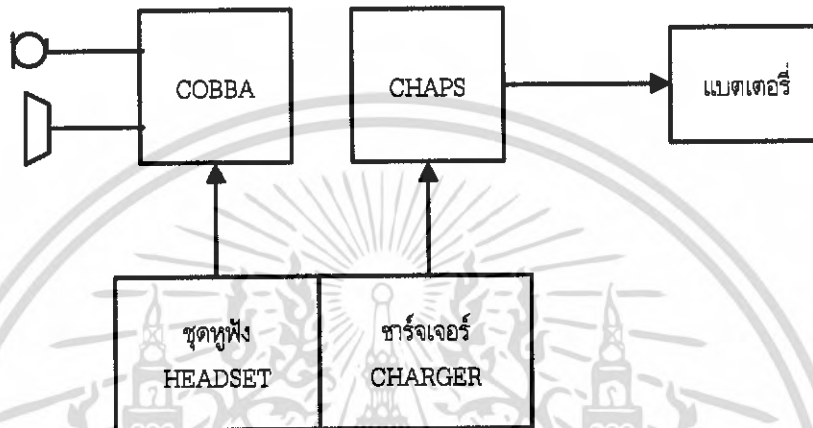 COBBA
CHAPS
แบตเตอรี่
ชุดหูฟัง
HEADSET
ชาร์จเจอร์
CHARGER